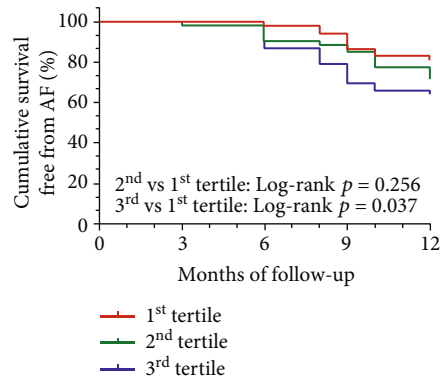 Cumulative survival
free from AF (%)
100
80
60
40
20
0
2nd vs 1st tertile: Log-rank p = 0.256
3rd vs 1st tertile: Log-rank p = 0.037
0 3 6 9 12
Months of follow-up
1st tertile
2nd tertile
3rd tertile